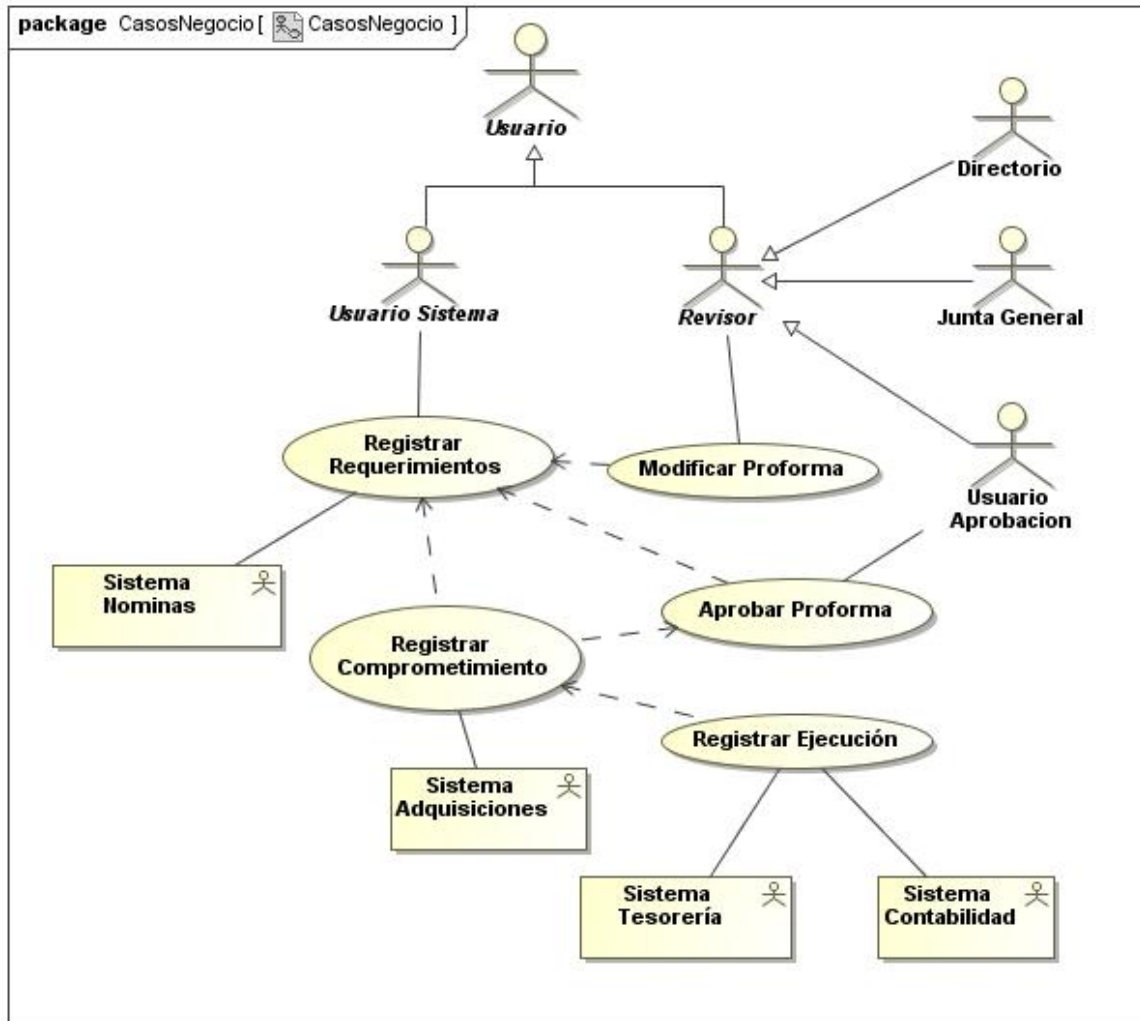 package CasosNegocio [ CasosNegocio ]
Usuario
Directorio
Usuario Sistema
Revisor
Junta General
Registrar
Requerimientos
Modificar Proforma
Usuario
Aprobacion
Sistema
Nominas
Aprobar Proforma
Registrar
Comprometimiento
Registrar Ejecución
Sistema
Adquisiciones
Sistema
Tesorería
Sistema
Contabilidad